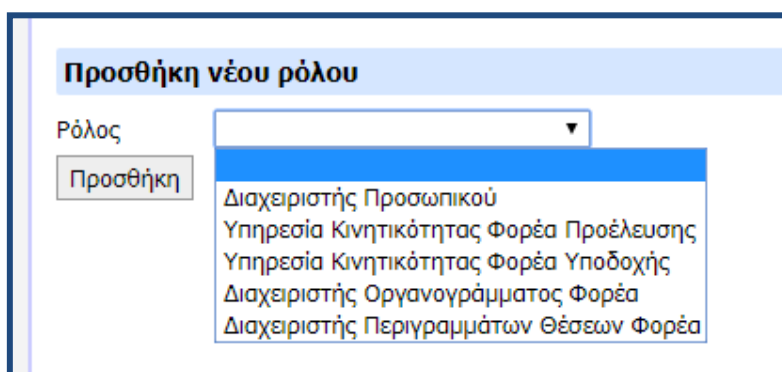 Προσθήκη νέου ρόλου
Ρόλος
Προσθήκη
Διαχειριστής Προσωπικού
Υπηρεσία Κινητικότητας Φορέα Προέλευσης
Υπηρεσία Κινητικότητας Φορέα Υποδοχής
Διαχειριστής Οργανογράμματος Φορέα
Διαχειριστής Περιγραμμάτων Θέσεων Φορέα